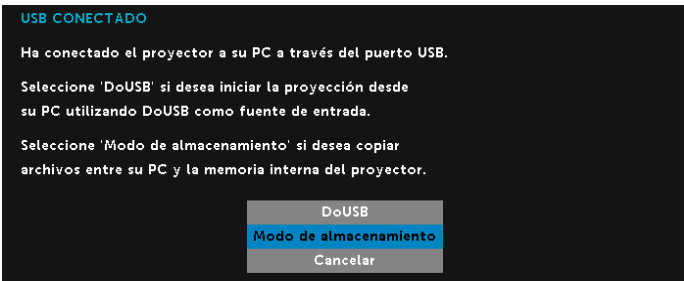 USB CONECTADO
Ha conectado el proyector a su PC a través del puerto USB.
Seleccione 'DoUSB' si desea iniciar la proyección desde
su PC utilizando DoUSB como fuente de entrada.
Seleccione 'Modo de almacenamiento' si desea copiar
archivos entre su PC y la memoria interna del proyector.
DoUSB
Modo de almacenamiento
Cancelar